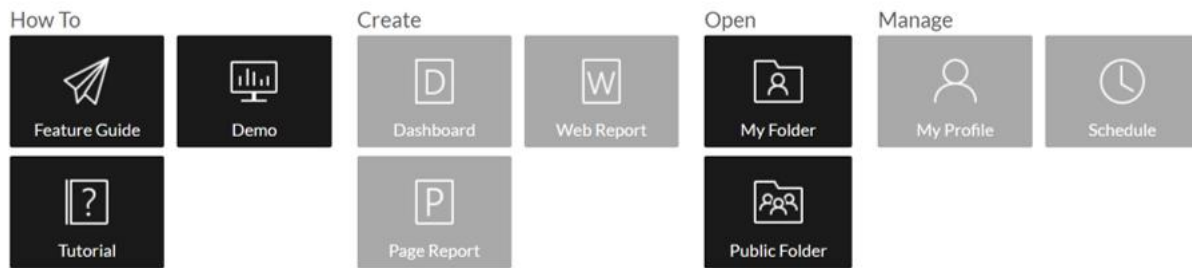 How To
Create
Open
Manage
Feature Guide
Demo
D
Dashboard
W
Web Report
My Folder
My Profile
Schedule
?
Tutorial
P
Page Report
Public Folder